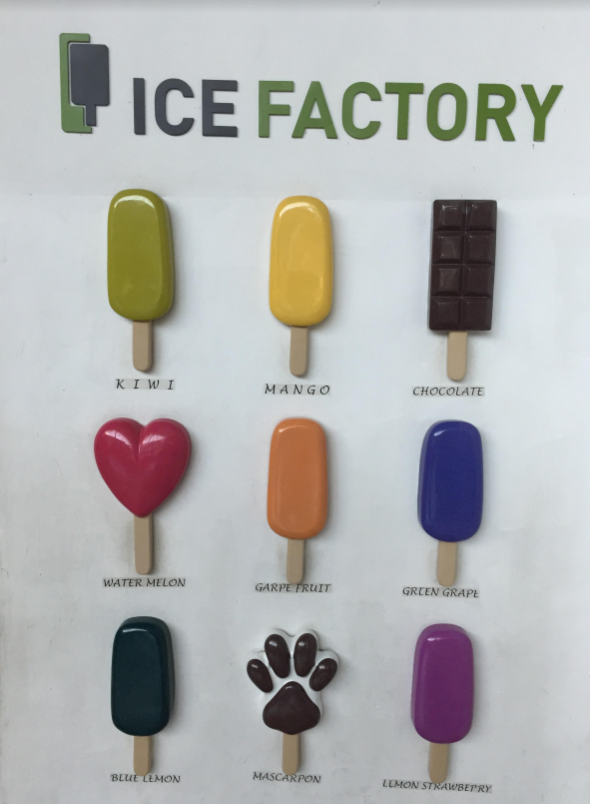 ICE FACTORY
KIWI
MANGO
CHOCOLATE
WATER MELON
GARPE FRUIT
GREEN GRAPE
BLUE LEMON
MASCARPON
LEMON STRAWBERRY